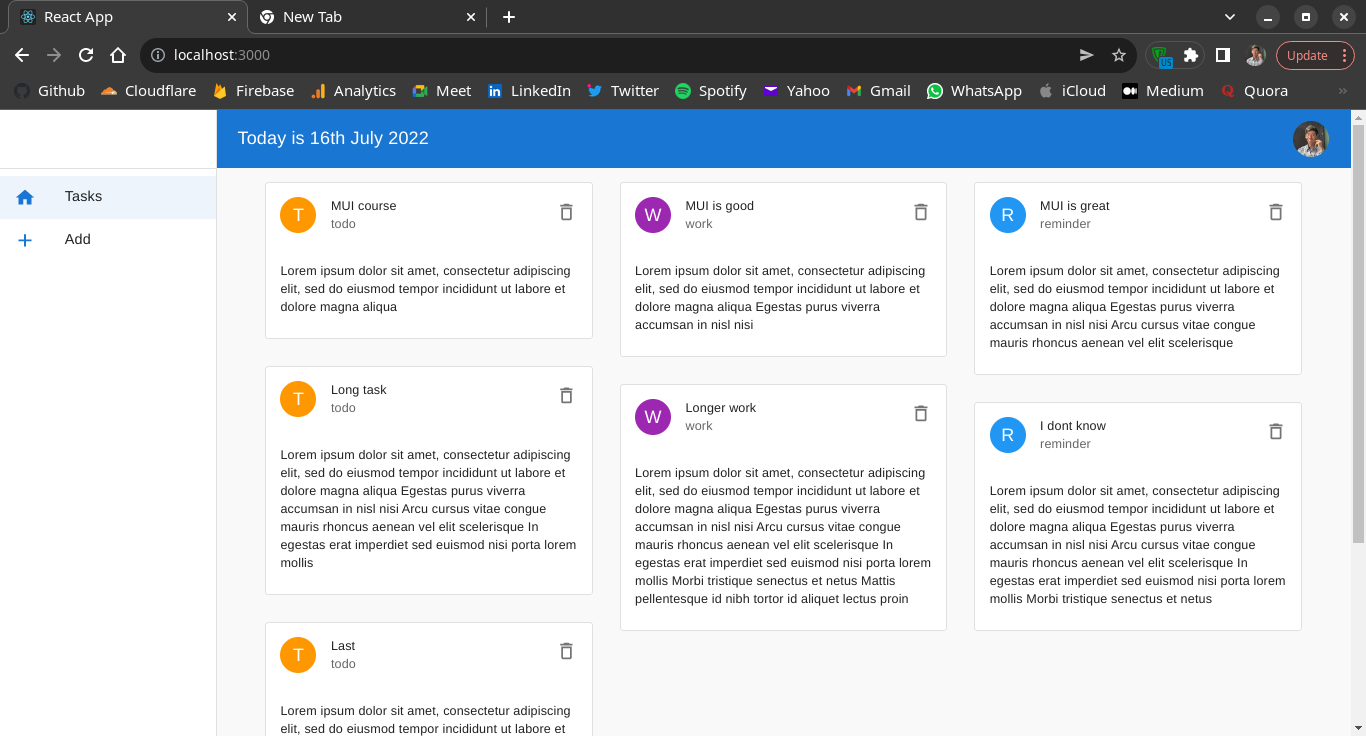 React App
New Tab
localhost:3000
US
Update
Github
Cloudflare
Firebase
Analytics
Meet
LinkedIn
Twitter
Spotify
Yahoo
Gmail
WhatsApp
iCloud
Medium
Quora
Today is 16th July 2022
Tasks
Add
T
MUI course
todo
Lorem ipsum dolor sit amet, consectetur adipiscing
elit, sed do eiusmod tempor incididunt ut labore et
dolore magna aliqua
T
Long task
todo
Lorem ipsum dolor sit amet, consectetur adipiscing
elit, sed do eiusmod tempor incididunt ut labore et
dolore magna aliqua Egestas purus viverra
accumsan in nisl nisi Arcu cursus vitae congue
mauris rhoncus aenean vel elit scelerisque In
egestas erat imperdiet sed euismod nisi porta lorem
mollis
T
Last
todo
Lorem ipsum dolor sit amet, consectetur adipiscing
elit, sed do eiusmod tempor incididunt ut labore et
W
MUI is good
work
Lorem ipsum dolor sit amet, consectetur adipiscing
elit, sed do eiusmod tempor incididunt ut labore et
dolore magna aliqua Egestas purus viverra
accumsan in nisl nisi
W
Longer work
work
Lorem ipsum dolor sit amet, consectetur adipiscing
elit, sed do eiusmod tempor incididunt ut labore et
dolore magna aliqua Egestas purus viverra
accumsan in nisl nisi Arcu cursus vitae congue
mauris rhoncus aenean vel elit scelerisque In
egestas erat imperdiet sed euismod nisi porta lorem
mollis Morbi tristique senectus et netus Mattis
pellentesque id nibh tortor id aliquet lectus proin
R
MUI is great
reminder
Lorem ipsum dolor sit amet, consectetur adipiscing
elit, sed do eiusmod tempor incididunt ut labore et
dolore magna aliqua Egestas purus viverra
accumsan in nisl nisi Arcu cursus vitae congue
mauris rhoncus aenean vel elit scelerisque
R
I dont know
reminder
Lorem ipsum dolor sit amet, consectetur adipiscing
elit, sed do eiusmod tempor incididunt ut labore et
dolore magna aliqua Egestas purus viverra
accumsan in nisl nisi Arcu cursus vitae congue
mauris rhoncus aenean vel elit scelerisque In
egestas erat imperdiet sed euismod nisi porta lorem
mollis Morbi tristique senectus et netus